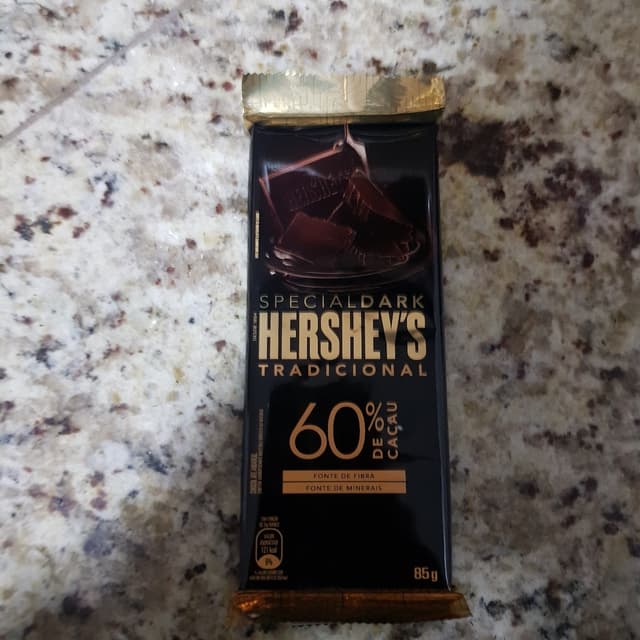 SPECIALDARK
HERSHEY'S
TRADICIONAL
60%
DE
CACAU
FONTE DE FIBRA
FONTE DE MINERAIS
85g